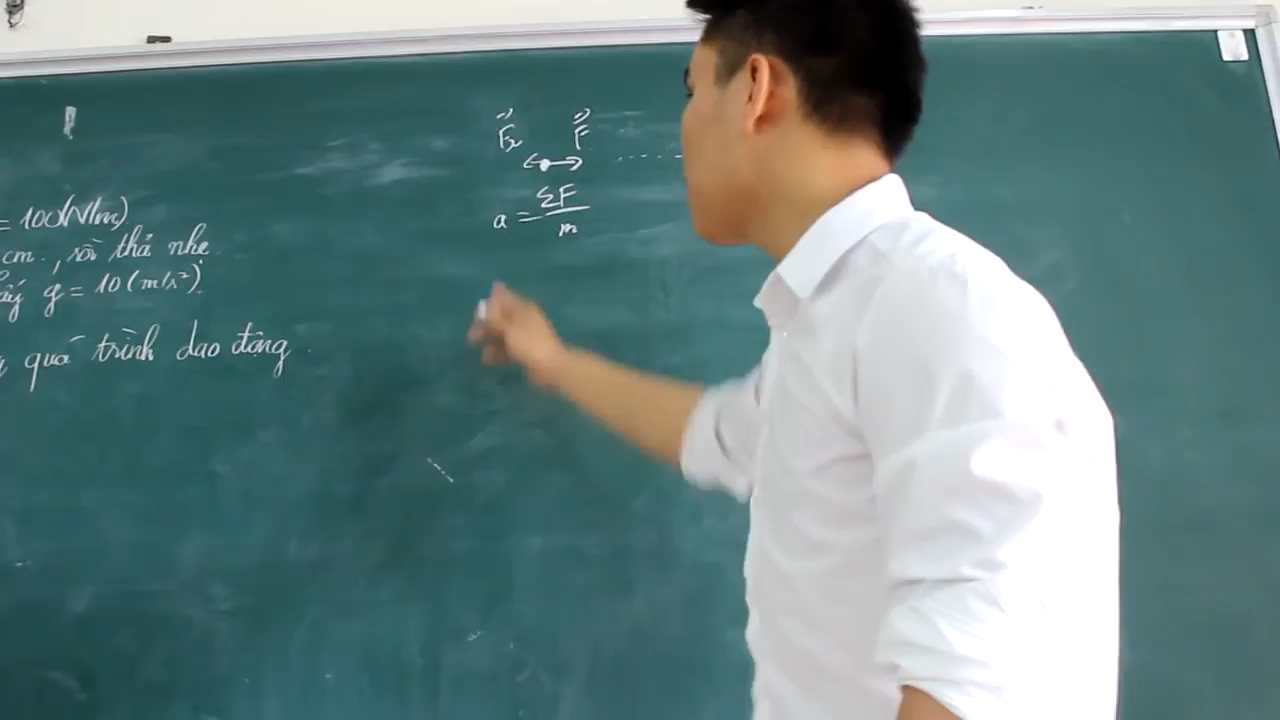 = 100(N/m)
cm., rồi thả nhẹ
g = 10 (m/s²).
quá trình dao động
F
a = ΣF/m